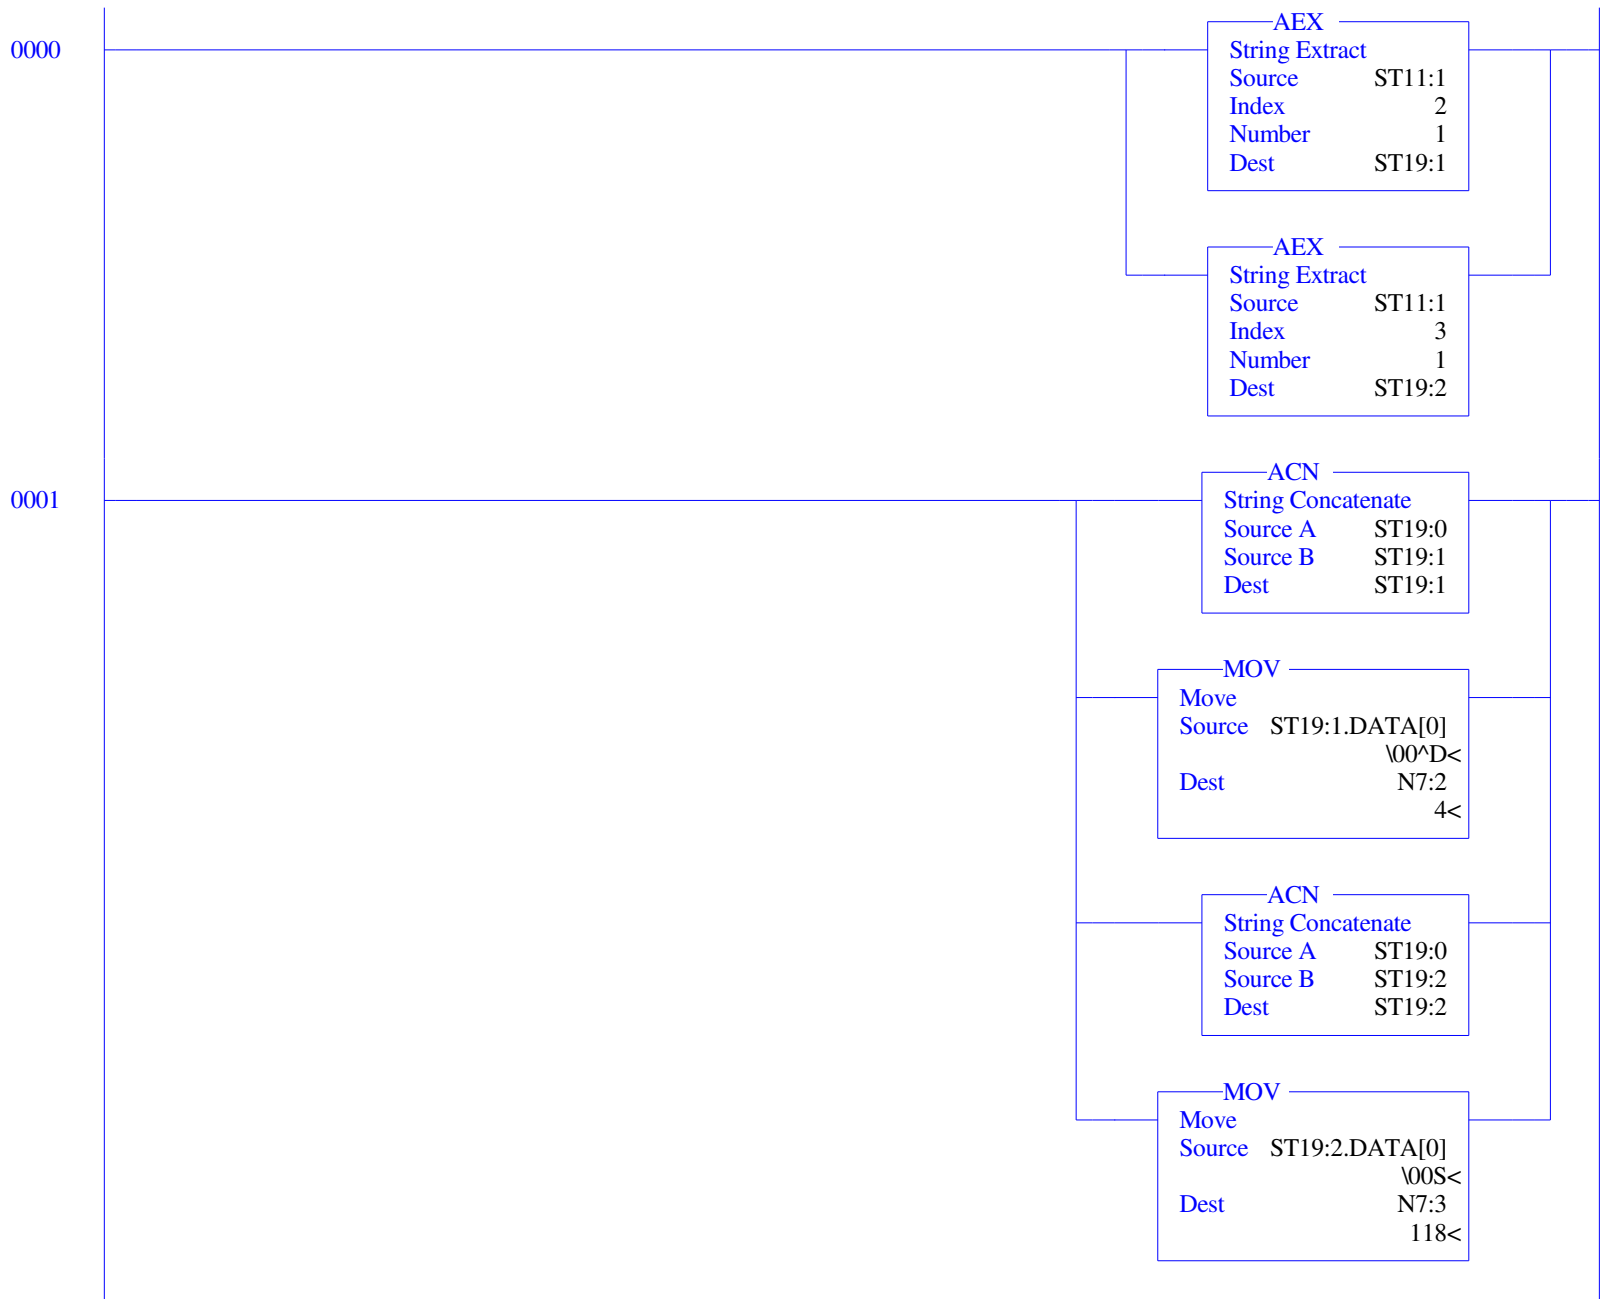 AEX
0000
String Extract
Source ST11:1
Index 2
Number 1
Dest ST19:1
AEX
String Extract
Source ST11:1
Index 3
Number 1
Dest ST19:2
ACN
0001
String Concatenate
Source A ST19:0
Source B ST19:1
Dest ST19:1
MOV
Move
Source ST19:1.DATA[0]
\00^D<
Dest N7:2
4<
ACN
String Concatenate
Source A ST19:0
Source B ST19:2
Dest ST19:2
MOV
Move
Source ST19:2.DATA[0]
\00S<
Dest N7:3
118<